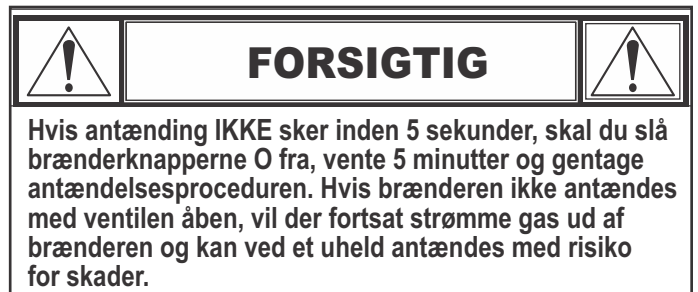 FORSIGTIG
Hvis antænding IKKE sker inden 5 sekunder, skal du slå
brænderknapperne O fra, vente 5 minutter og gentage
antændelsesproceduren. Hvis brænderen ikke antændes
med ventilen åben, vil der fortsat strømme gas ud af
brænderen og kan ved et uheld antændes med risiko
for skader.